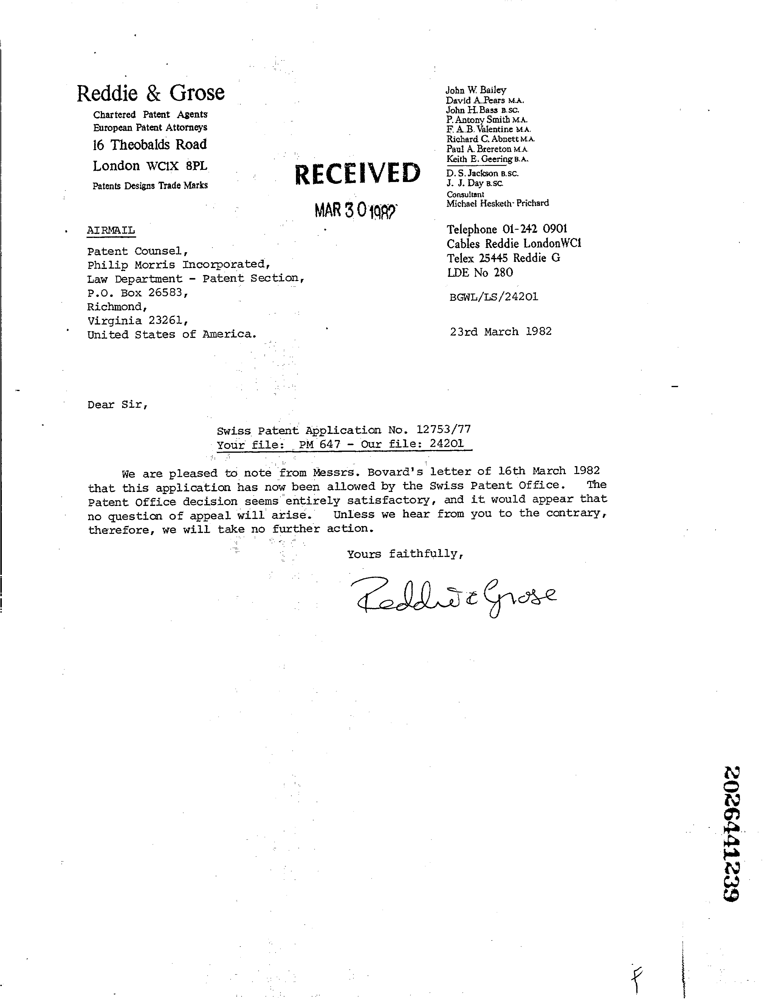 Reddie & Grose
Chartered Patent Agents
European Patent Attorneys
16 Theobalds Road
London WC1X 8PL
Patents Designs Trade Marks
John W. Bailey
David A. Pears M.A.
John H. Bass B.SC.
P. Antony Smith M.A.
F. A. B. Valentine M.A.
Richard C. Abnett M.A.
Paul A. Brereton M.A.
Keith E. Geering B.A.
D. S. Jackson B.SC.
J. J. Day B.SC.
Consultant
Michael Hesketh-Prichard
RECEIVED
MAR 30 1982
Telephone 01-242 0901
Cables Reddie LondonWC1
Telex 25445 Reddie G
LDE No 280
BGWL/LS/24201
23rd March 1982
AIRMAIL
Patent Counsel,
Philip Morris Incorporated,
Law Department - Patent Section,
P.O. Box 26583,
Richmond,
Virginia 23261,
United States of America.
Dear Sir,
Swiss Patent Application No. 12753/77
Your file: PM 647 - Our file: 24201
We are pleased to note from Messrs. Bovard's letter of 16th March 1982
that this application has now been allowed by the Swiss Patent Office. The
Patent Office decision seems entirely satisfactory, and it would appear that
no question of appeal will arise. Unless we hear from you to the contrary,
therefore, we will take no further action.
Yours faithfully,
Reddie & Grose
2026441239